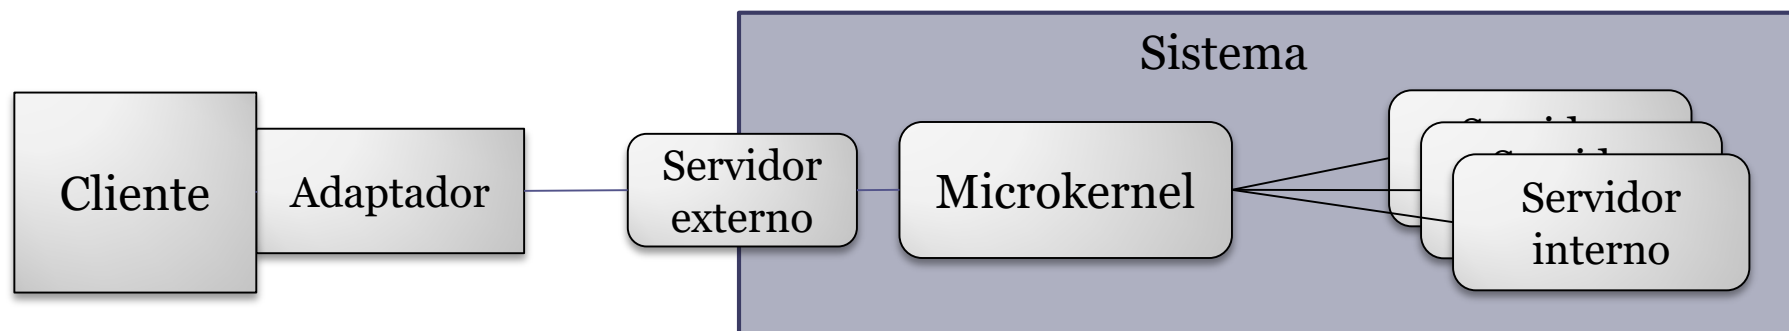 Sistema
Cliente
Adaptador
Servidor
externo
Microkernel
Servidor
interno